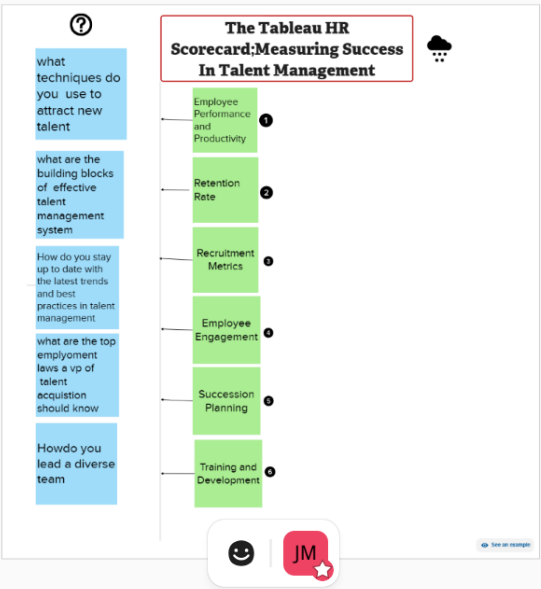 The Tableau HR
Scorecard;Measuring Success
In Talent Management
what
techniques do
you use to
attract new
talent
what are the
building blocks
of effective
talent
management
system
How do you stay
up to date with
the latest trends
and best
practices in talent
management
what are the top
emplyoment
laws a vp of
talent
acquistion
should know
Howdo you
lead a diverse
team
Employee
Performance
and
Productivity
1
Retention
Rate
2
Recruitment
Metrics
3
Employee
Engagement
4
Succession
Planning
5
Training and
Development
6
See an example
JM